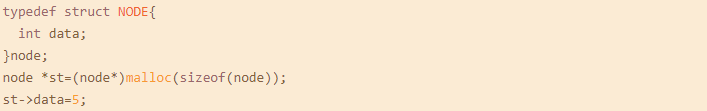 typedef struct NODE{
  int data;
}node;
node *st=(node*)malloc(sizeof(node));
st->data=5;